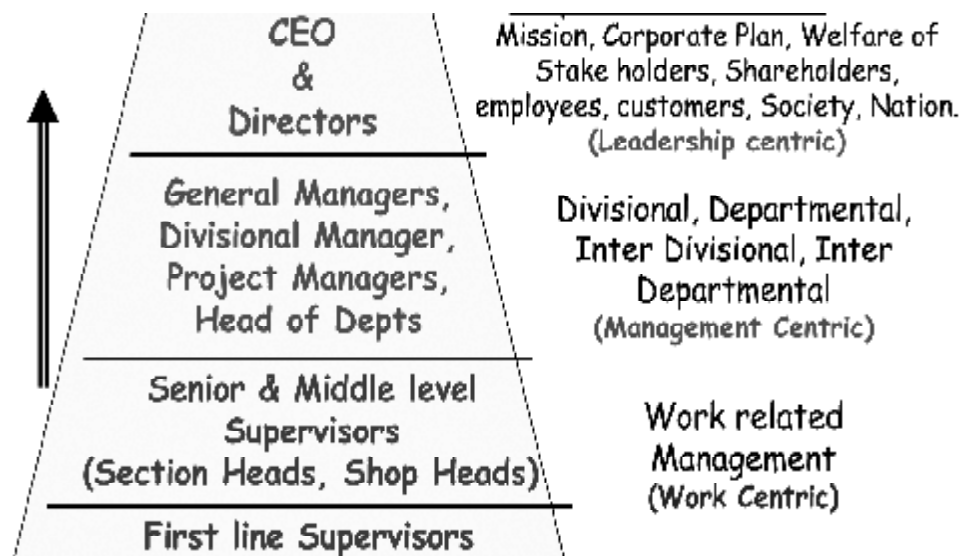 CEO
&
Directors
Mission, Corporate Plan, Welfare of
Stake holders, Shareholders,
employees, customers, Society, Nation.
(Leadership centric)
General Managers,
Divisional Manager,
Project Managers,
Head of Depts
Divisional, Departmental,
Inter Divisional, Inter
Departmental
(Management Centric)
Senior & Middle level
Supervisors
(Section Heads, Shop Heads)
Work related
Management
(Work Centric)
First line Supervisors